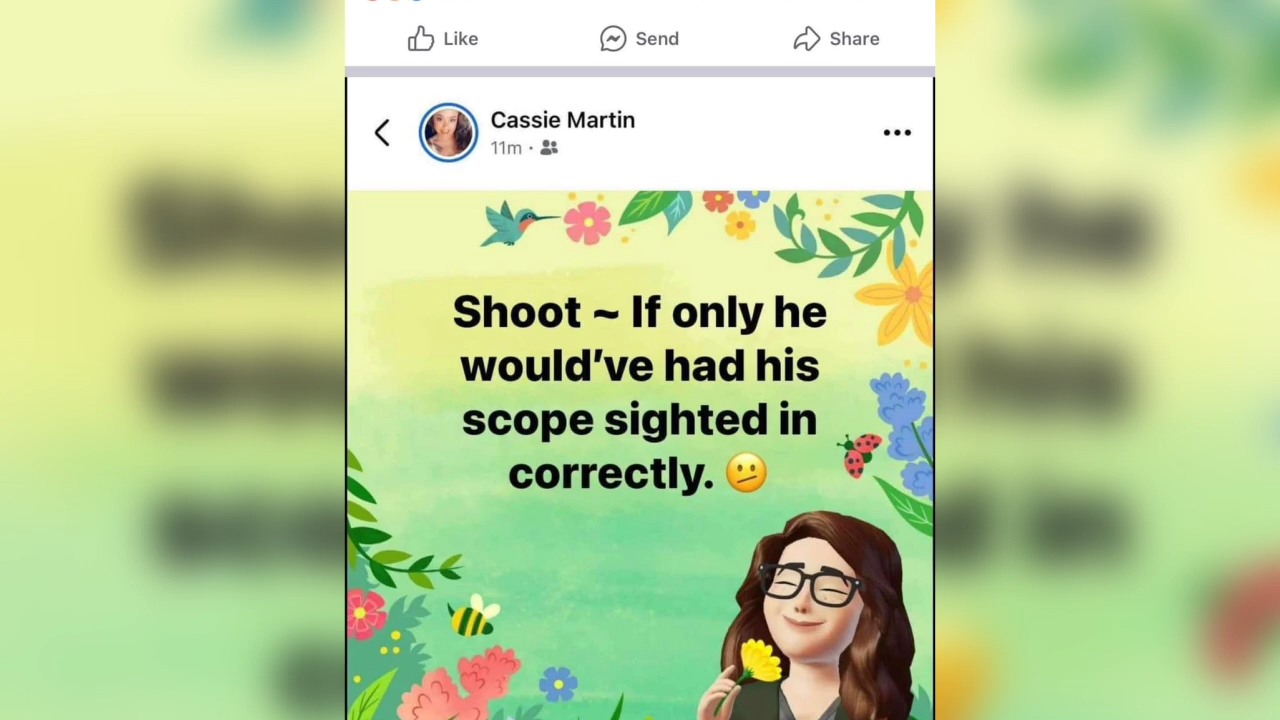 Like Send Share
Cassie Martin
11m ·
Shoot ~ If only he
would've had his
scope sighted in
correctly. 🫤